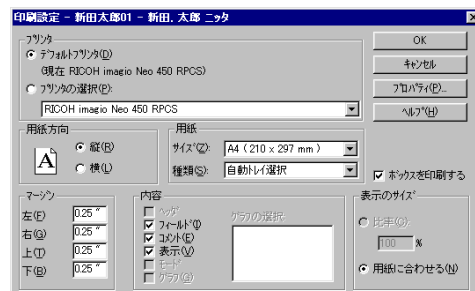 印刷設定 - 新田太郎01 - 新田. 太郎 ニッタ
プリンタ
デフォルトプリンタ(D)
(現在 RICOH imagio Neo 450 RPCS)
プリンタの選択(P):
RICOH imagio Neo 450 RPCS
OK
キャンセル
プロパティ(P)...
ヘルプ(H)
用紙方向
A
縦(R)
横(L)
用紙
サイズ(Z):
A4 (210 x 297 mm)
種類(S):
自動トレイ選択
ボックスを印刷する
マージン
左(F) 0.25 "
右(G) 0.25 "
上(T) 0.25 "
下(B) 0.25 "
内容
ヘッダ
フィールド(I)
コメント(E)
表示(V)
モード
グラフ(G)
グラフの選択:
表示のサイズ
比率(O):
100 %
用紙に合わせる(N)